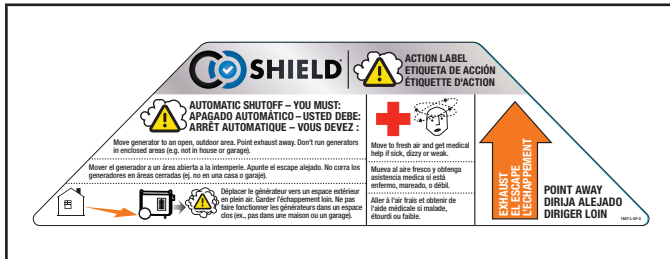 CO SHIELD®
ACTION LABEL
ETIQUETA DE ACCIÓN
ÉTIQUETTE D'ACTION
AUTOMATIC SHUTOFF – YOU MUST:
APAGADO AUTOMÁTICO – USTED DEBE:
ARRÊT AUTOMATIQUE – VOUS DEVEZ :
Move generator to an open, outdoor area. Point exhaust away. Don't run generators
in enclosed areas (e.g. not in house or garage).
Mover el generador a un área abierta a la intemperie. Apunte el escape alejado. No corra los
generadores en áreas cerradas (ej. no en una casa o garaje).
Déplacer le générateur vers un espace extérieur
en plein air. Garder l'échappement loin. Ne pas
faire fonctionner les générateurs dans un espace
clos (ex., pas dans une maison ou un garage).
Move to fresh air and get medical
help if sick, dizzy or weak.
Mueva al aire fresco y obtenga
asistencia medica si está
enfermo, mareado, o débil.
Aller à l'air frais et obtenir de
l'aide médicale si malade,
étourdi ou faible.
EXHAUST
EL ESCAPE
L'ÉCHAPPEMENT
POINT AWAY
DIRIJA ALEJADO
DIRIGER LOIN